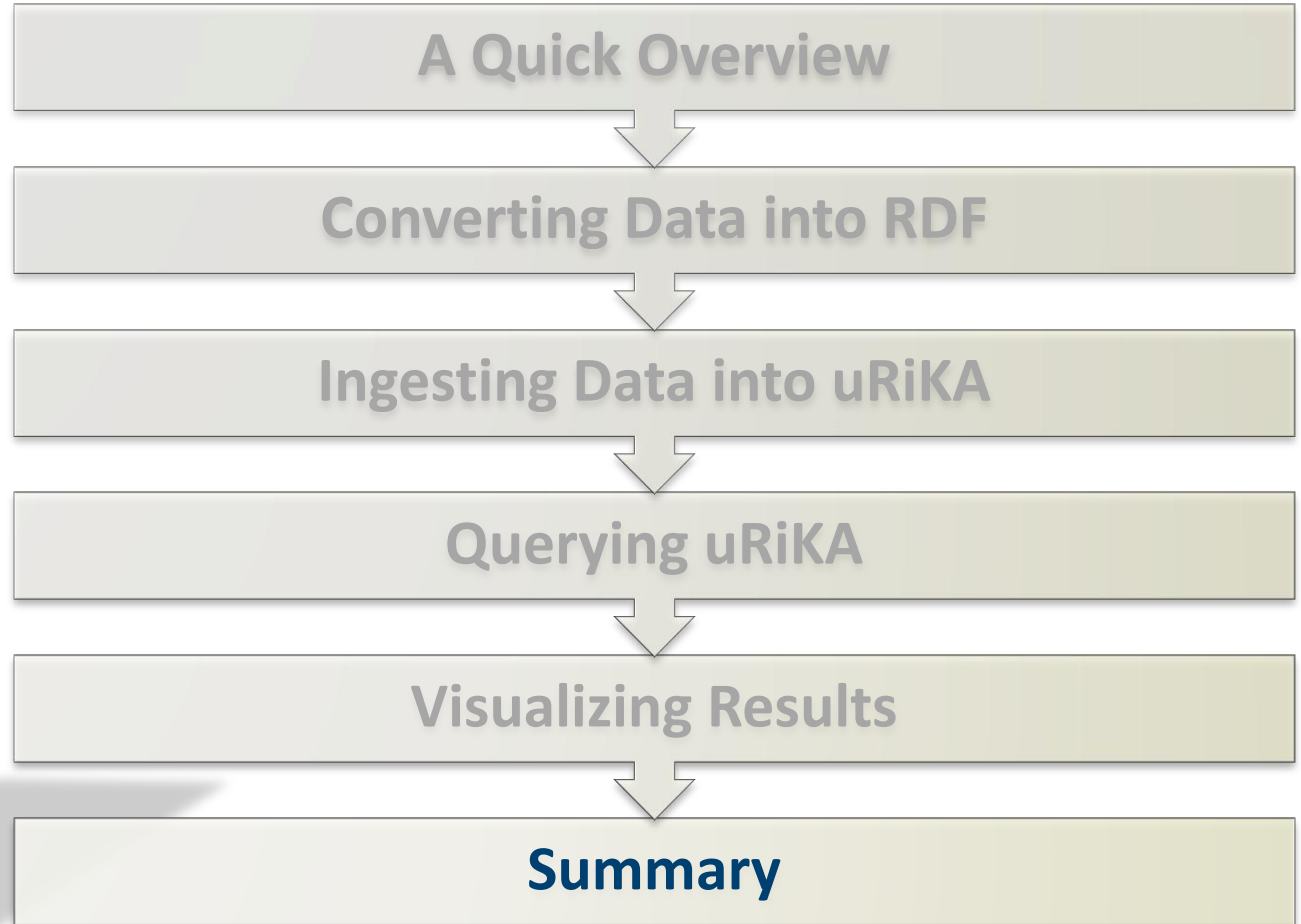 A Quick Overview
Converting Data into RDF
Ingesting Data into uRiKA
Querying uRiKA
Visualizing Results
Summary